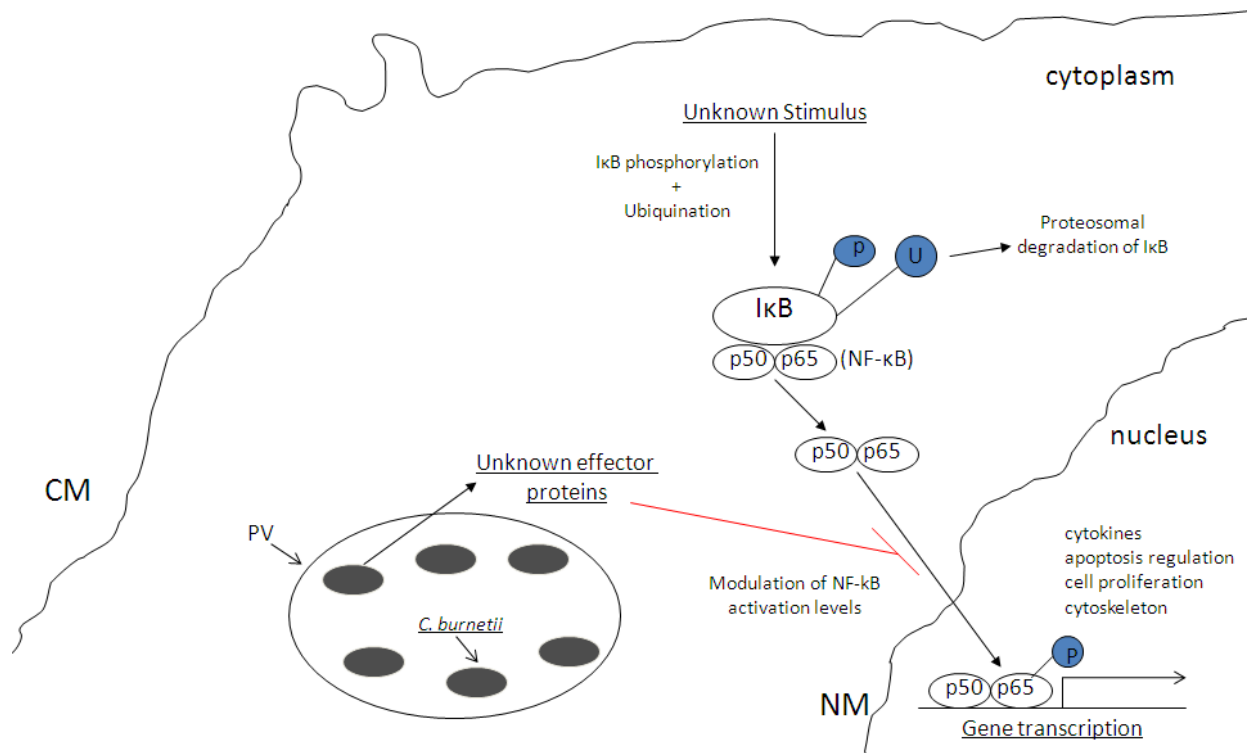 cytoplasm
Unknown Stimulus
IκB phosphorylation
+
Ubiquination
p
U
Proteosomal
degradation of IκB
IκB
p50 p65 (NF-κB)
nucleus
p50 p65
CM
Unknown effector
proteins
PV
cytokines
apoptosis regulation
cell proliferation
cytoskeleton
Modulation of NF-kB
activation levels
C. burnetii
P
p50 p65
NM
Gene transcription